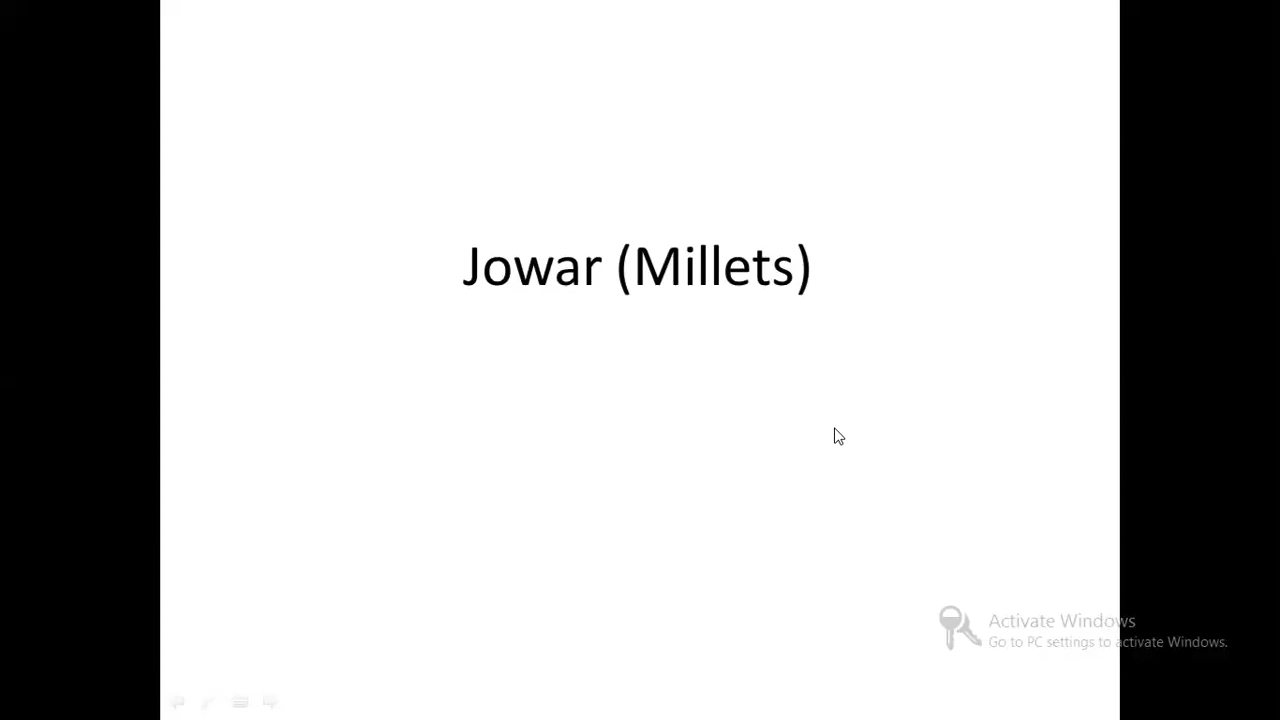 Jowar (Millets)
Activate Windows
Go to PC settings to activate Windows.